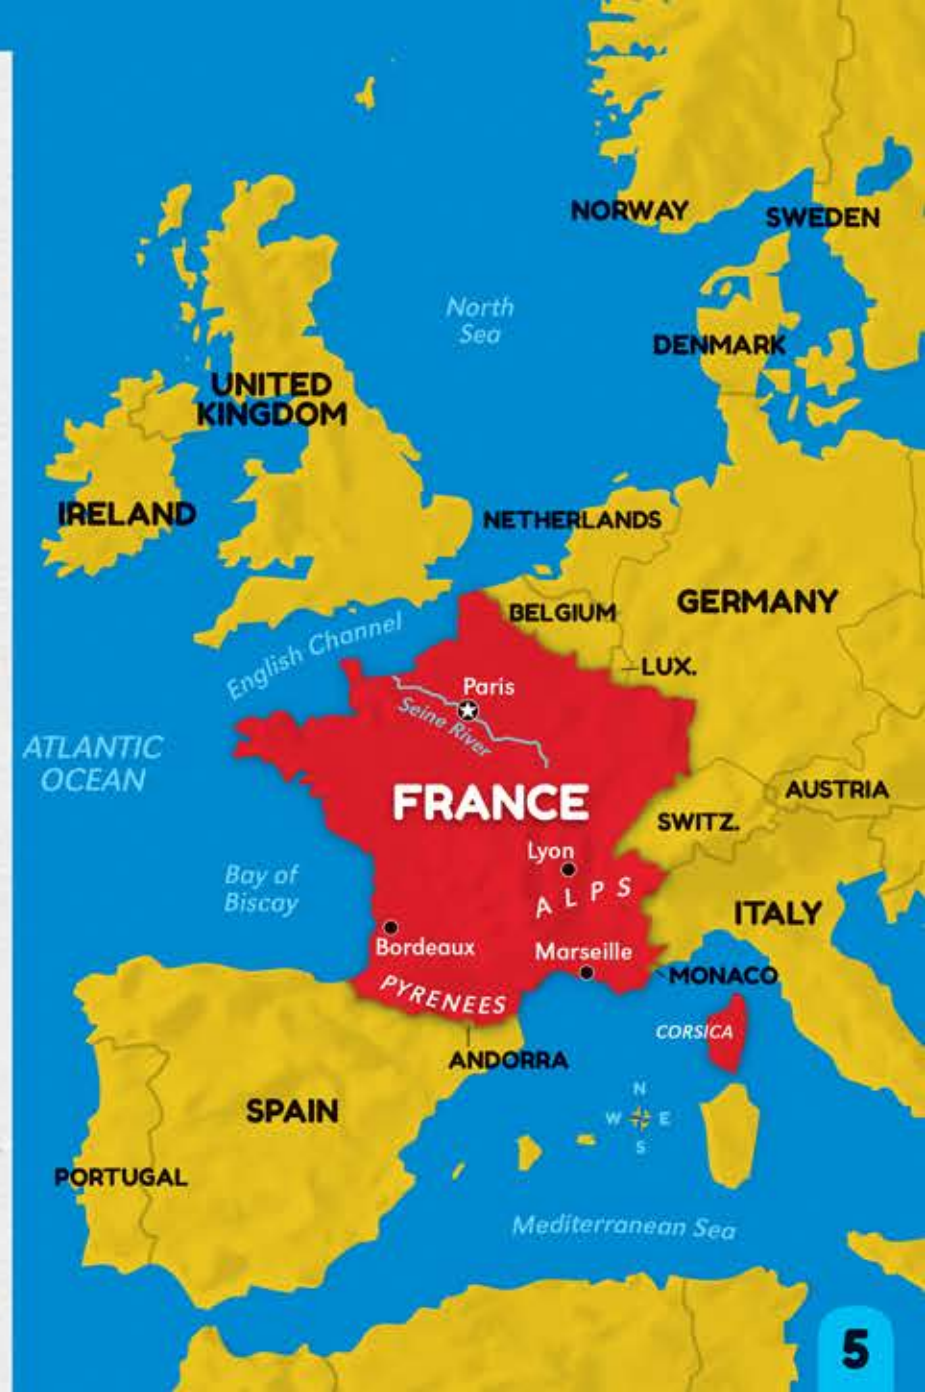 NORWAY
SWEDEN
North
Sea
DENMARK
UNITED
KINGDOM
IRELAND
NETHERLANDS
BELGIUM
GERMANY
English Channel
LUX.
Paris
Seine River
ATLANTIC
OCEAN
FRANCE
AUSTRIA
SWITZ.
Lyon
ALPS
Bay of
Biscay
ITALY
Bordeaux
Marseille
MONACO
PYRENEES
CORSICA
ANDORRA
N
W E
S
SPAIN
PORTUGAL
Mediterranean Sea
5